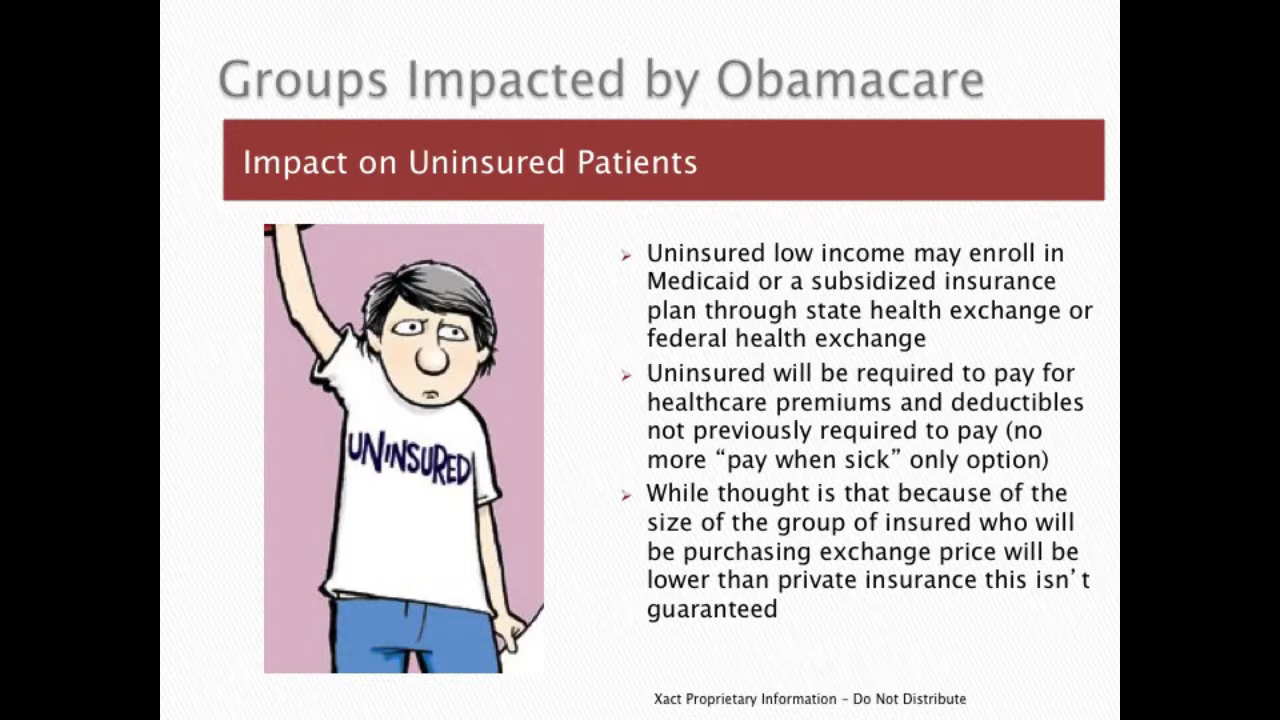 Groups Impacted by Obamacare
Impact on Uninsured Patients
UNINSURED
Uninsured low income may enroll in
Medicaid or a subsidized insurance
plan through state health exchange or
federal health exchange
Uninsured will be required to pay for
healthcare premiums and deductibles
not previously required to pay (no
more “pay when sick” only option)
While thought is that because of the
size of the group of insured who will
be purchasing exchange price will be
lower than private insurance this isn’t
guaranteed
Xact Proprietary Information – Do Not Distribute